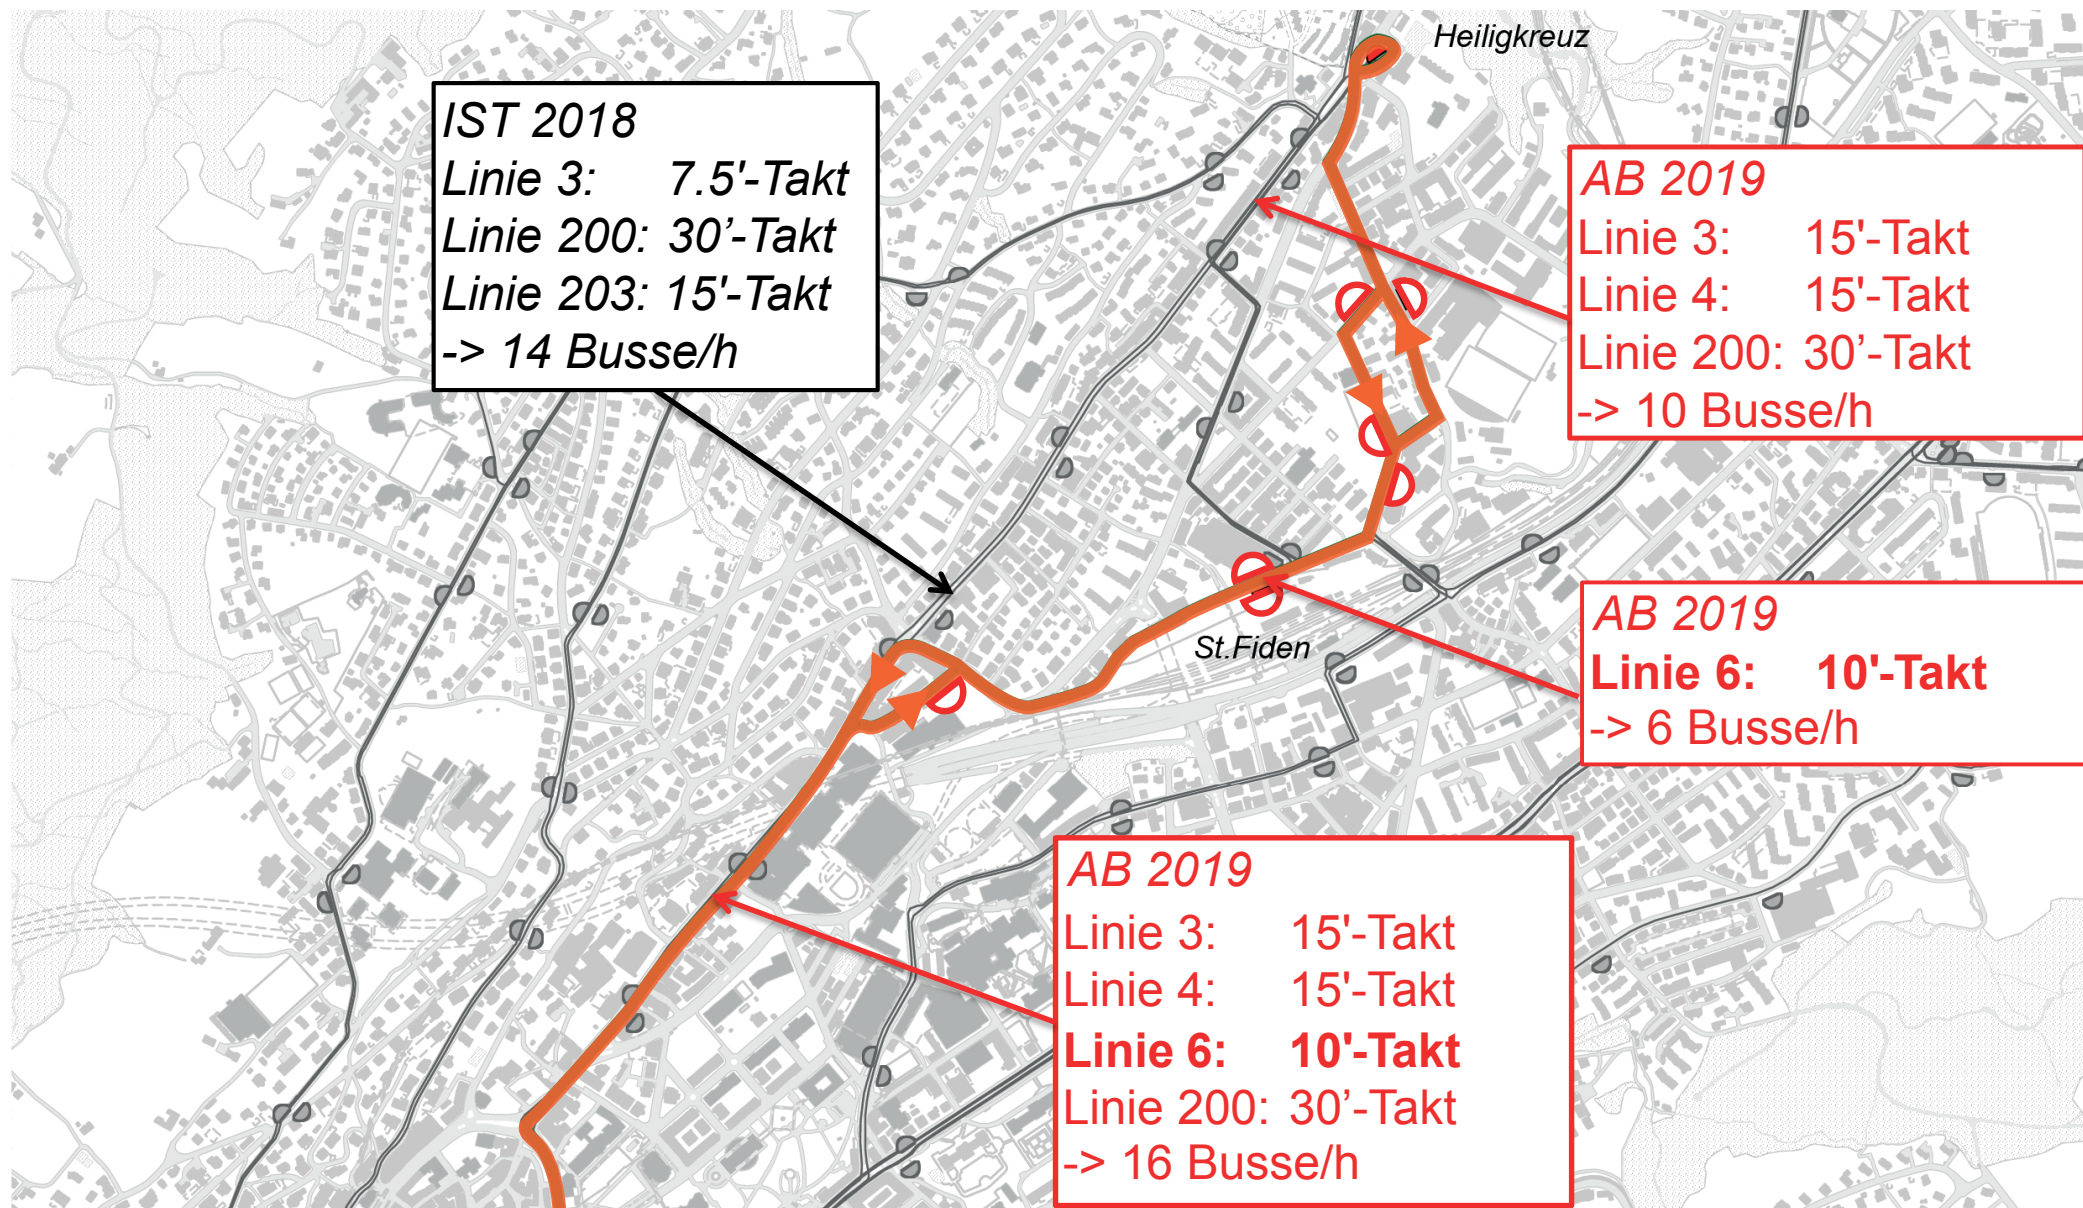 Heiligkreuz
IST 2018
Linie 3: 7.5'-Takt
Linie 200: 30’-Takt
Linie 203: 15'-Takt
-> 14 Busse/h
AB 2019
Linie 3: 15'-Takt
Linie 4: 15'-Takt
Linie 200: 30’-Takt
-> 10 Busse/h
AB 2019
Linie 6: 10'-Takt
-> 6 Busse/h
St.Fiden
AB 2019
Linie 3: 15'-Takt
Linie 4: 15'-Takt
Linie 6: 10'-Takt
Linie 200: 30’-Takt
-> 16 Busse/h